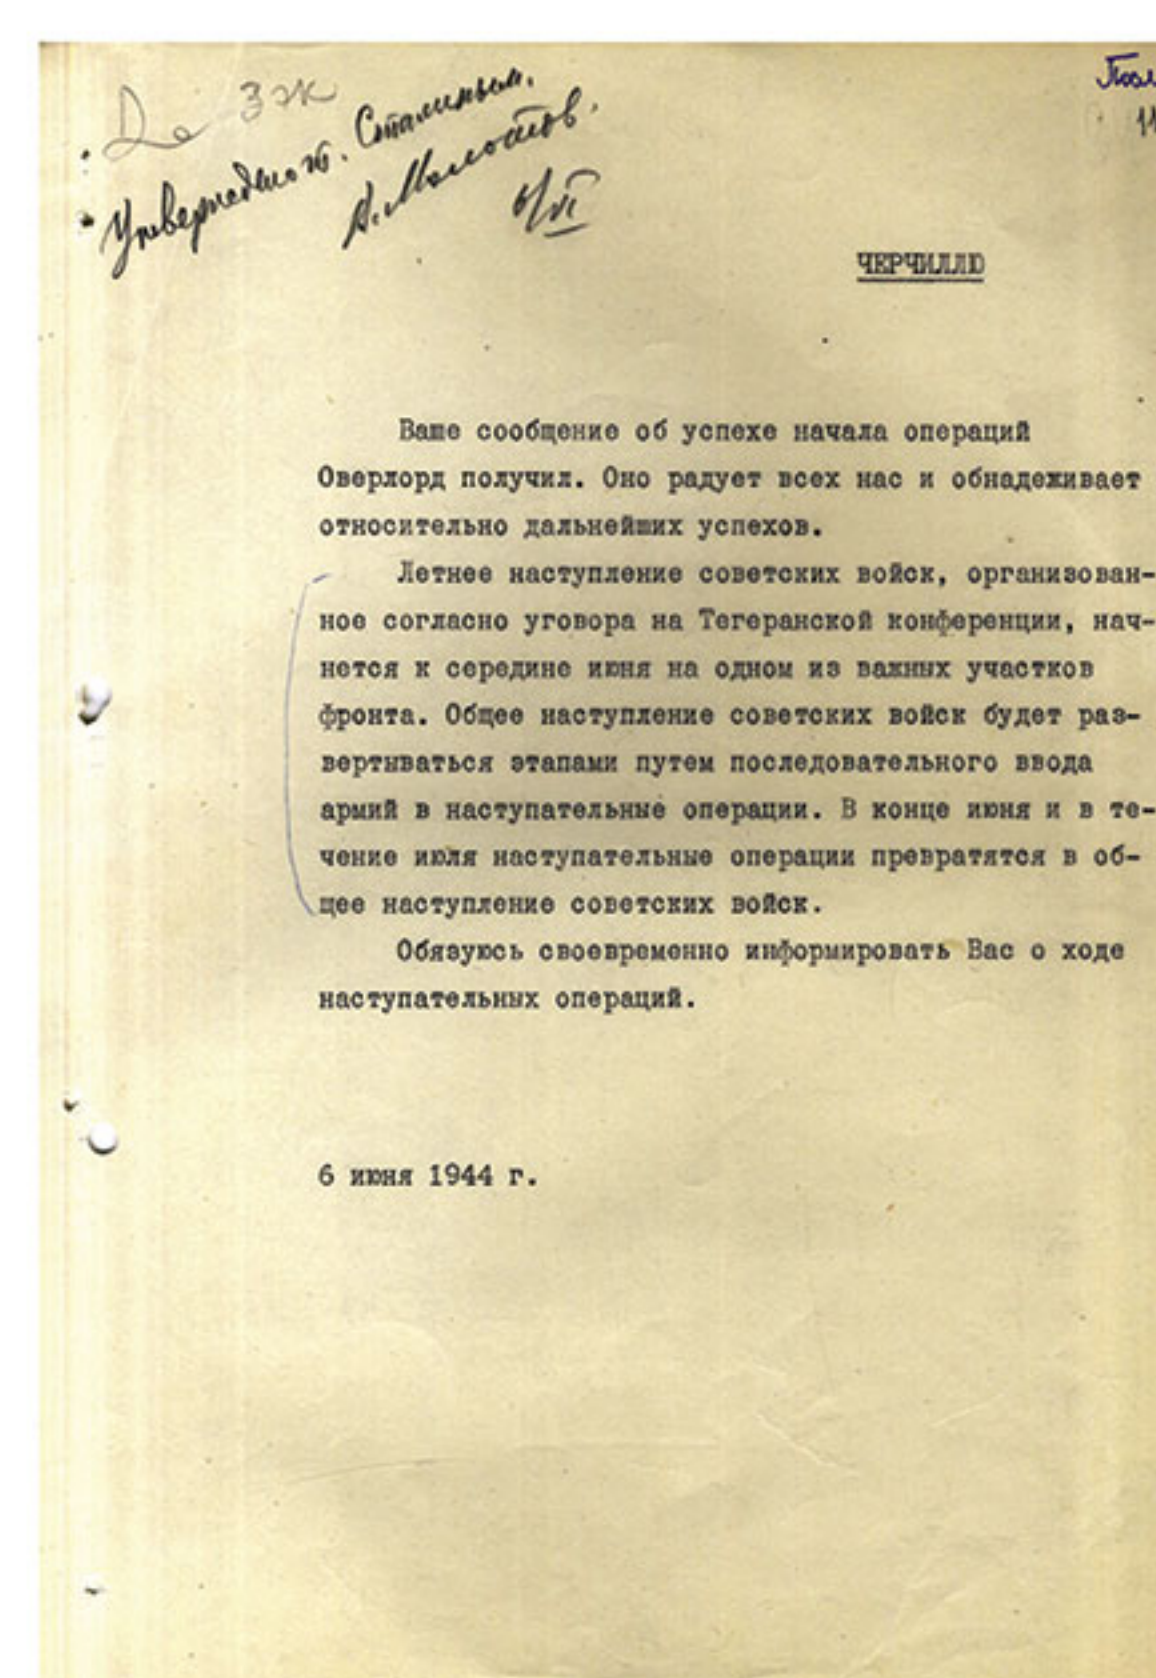 зэк
Утверждено т. Сталиным.
В. Молотов.
6/VI
11
ЧЕРЧИЛЛЮ
Ваше сообщение об успехе начала операций
Оверлорд получил. Оно радует всех нас и обнадеживает
относительно дальнейших успехов.
Летнее наступление советских войск, организован-
ное согласно уговора на Тегеранской конференции, нач-
нется к середине июня на одном из важных участков
фронта. Общее наступление советских войск будет раз-
вертываться этапами путем последовательного ввода
армий в наступательные операции. В конце июня и в те-
чение июля наступательные операции превратятся в об-
щее наступление советских войск.
Обязуюсь своевременно информировать Вас о ходе
наступательных операций.
6 июня 1944 г.